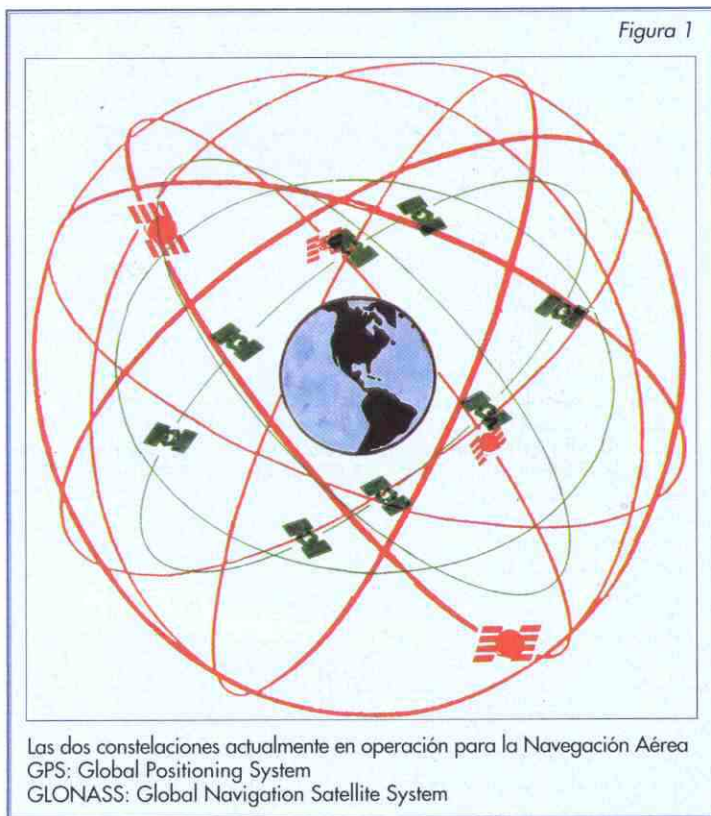 Figura 1
Las dos constelaciones actualmente en operación para la Navegación Aérea
GPS: Global Positioning System
GLONASS: Global Navigation Satellite System